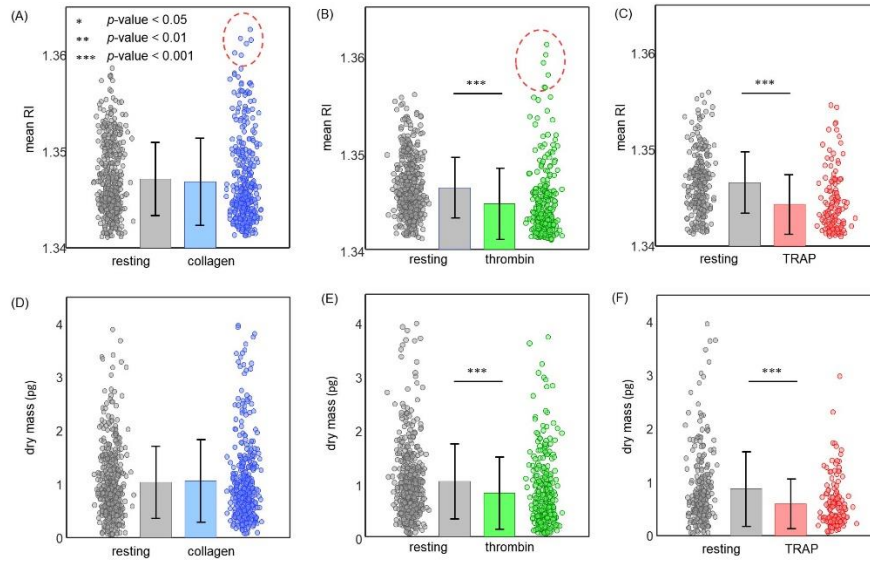 (A)
* p-value < 0.05
** p-value < 0.01
*** p-value < 0.001
1.36
1.35
1.34
mean RI
resting collagen
(B)
***
1.36
1.35
1.34
mean RI
resting thrombin
(C)
***
1.36
1.35
1.34
mean RI
resting TRAP
(D)
4
3
2
1
0
dry mass (pg)
resting collagen
(E)
***
4
3
2
1
0
dry mass (pg)
resting thrombin
(F)
***
4
3
2
1
0
dry mass (pg)
resting TRAP